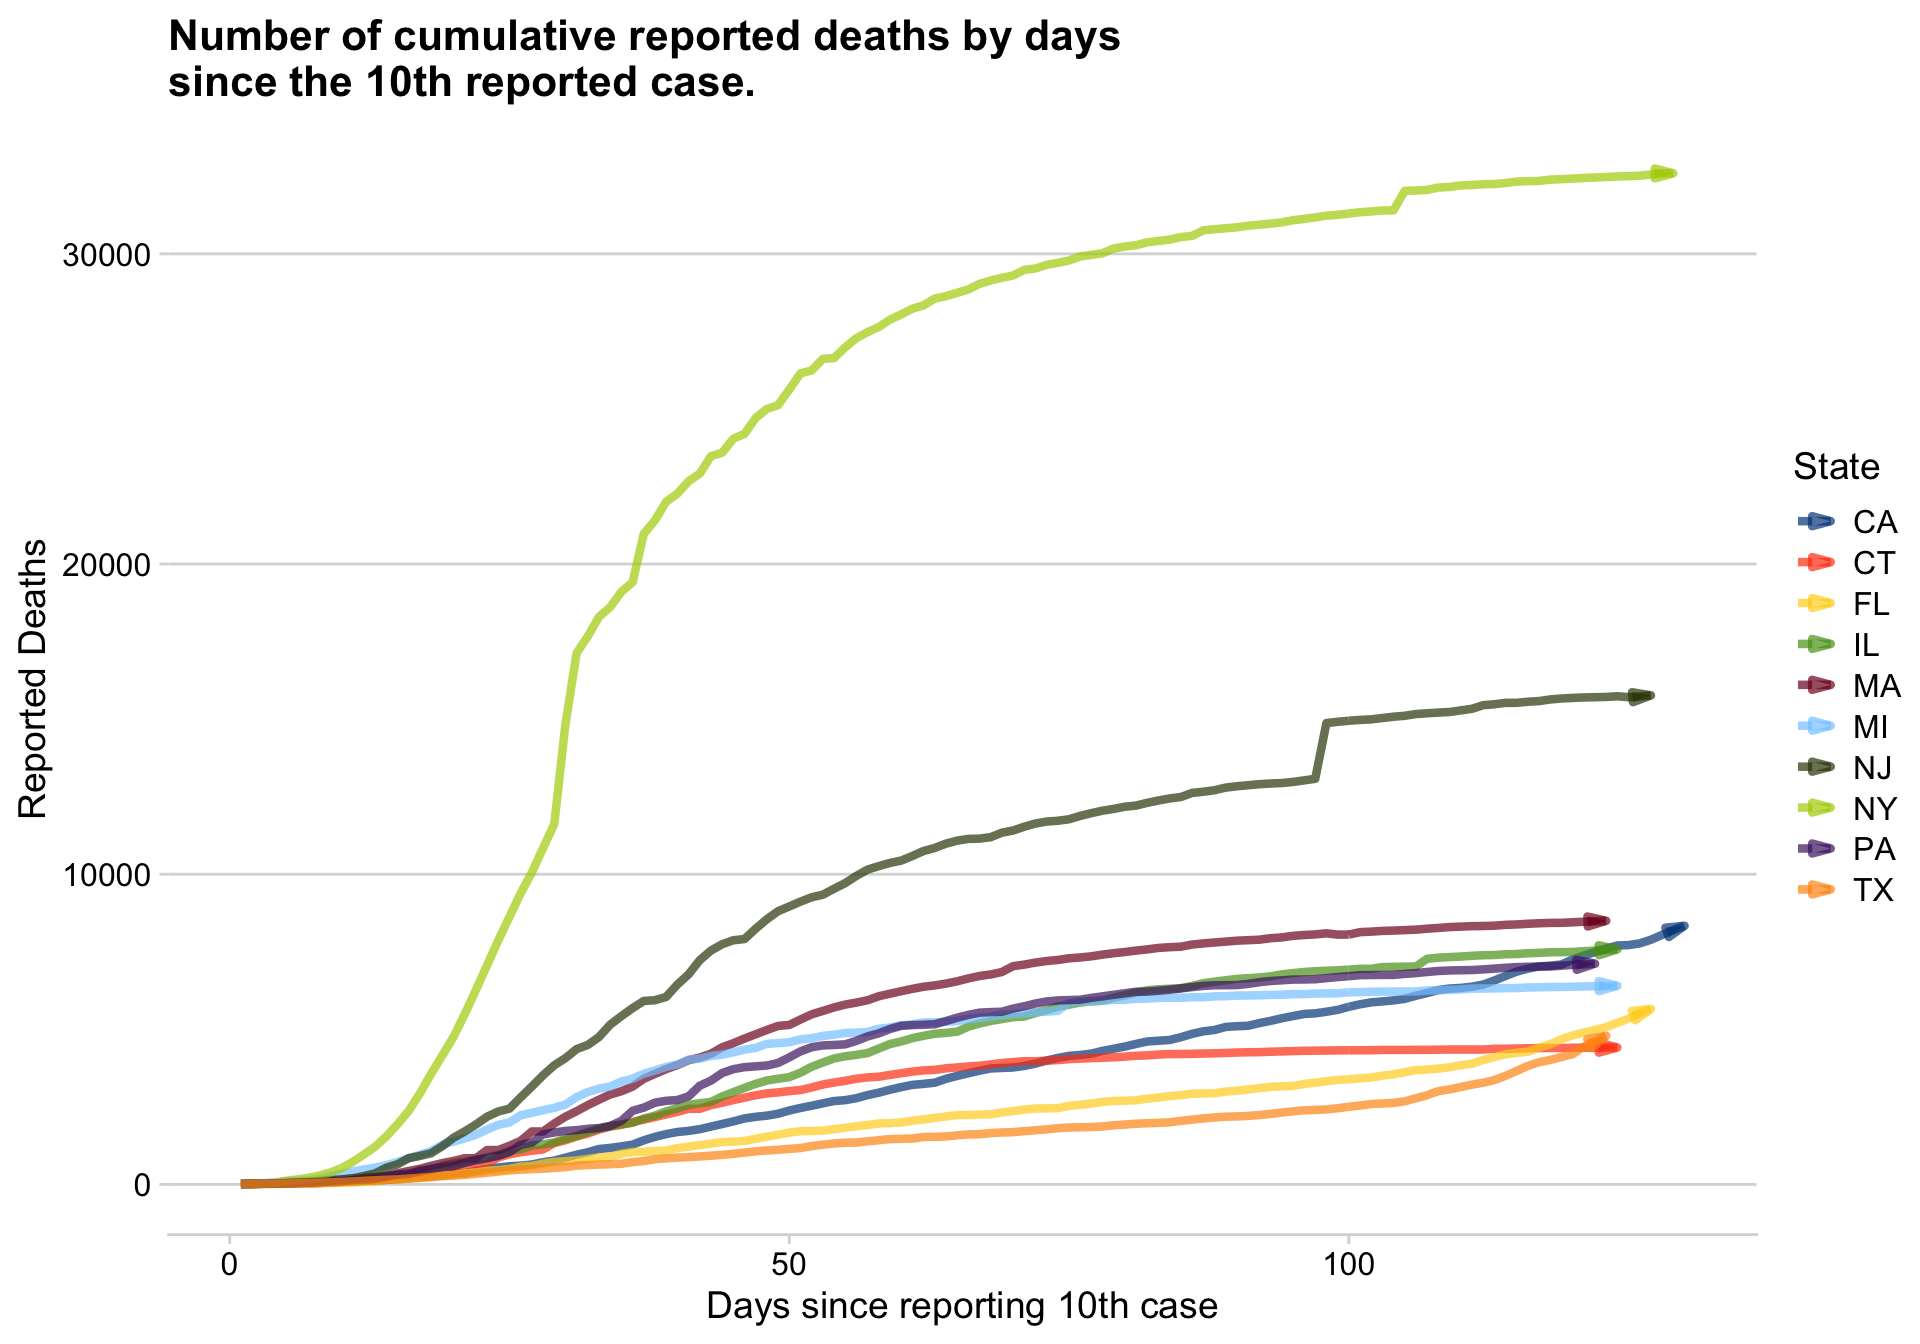 Number of cumulative reported deaths by days
since the 10th reported case.
30000
20000
10000
0
Reported Deaths
0
50
100
Days since reporting 10th case
State
CA
CT
FL
IL
MA
MI
NJ
NY
PA
TX